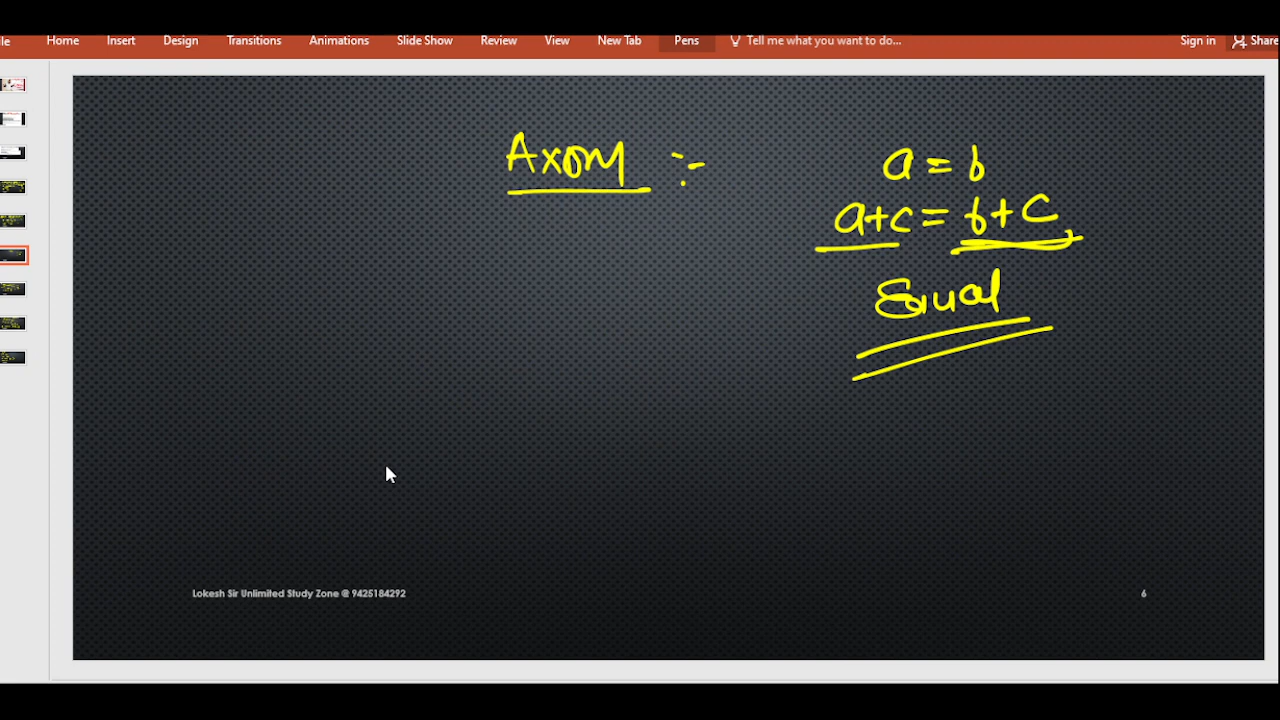 le Home Insert Design Transitions Animations Slide Show Review View New Tab Pens Tell me what you want to do... Sign in Share
Axom :-
a = b
a+c = b+c
Equal
Lokesh Sir Unlimited Study Zone @ 9425184292
6